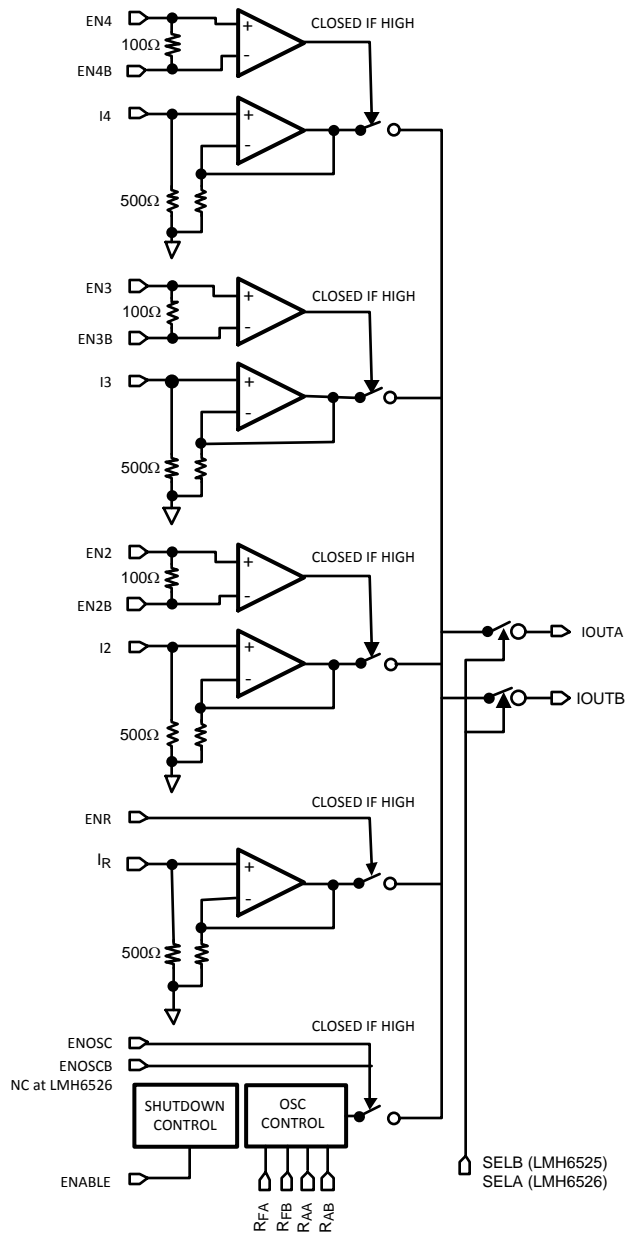 EN4
CLOSED IF HIGH
100Ω
+
-
EN4B
I4
+
-
500Ω
EN3
CLOSED IF HIGH
100Ω
+
-
EN3B
I3
+
-
500Ω
EN2
CLOSED IF HIGH
100Ω
+
-
EN2B
I2
+
-
500Ω
IOUTA
IOUTB
ENR
CLOSED IF HIGH
IR
+
-
500Ω
ENOSC
CLOSED IF HIGH
ENOSCB
NC at LMH6526
SHUTDOWN
CONTROL
OSC
CONTROL
ENABLE
RFA
RFB
RAA
RAB
SELB (LMH6525)
SELA (LMH6526)